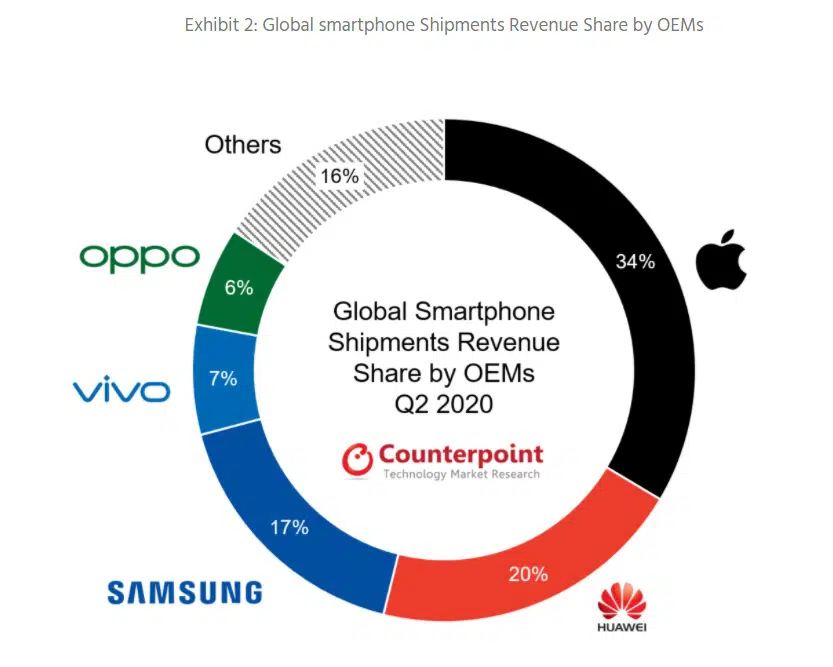 Exhibit 2: Global smartphone Shipments Revenue Share by OEMs
Others
16%
oppo
6%
34%
Global Smartphone
Shipments Revenue
Share by OEMs
Q2 2020
vivo
7%
Counterpoint
Technology Market Research
17%
20%
SAMSUNG
HUAWEI